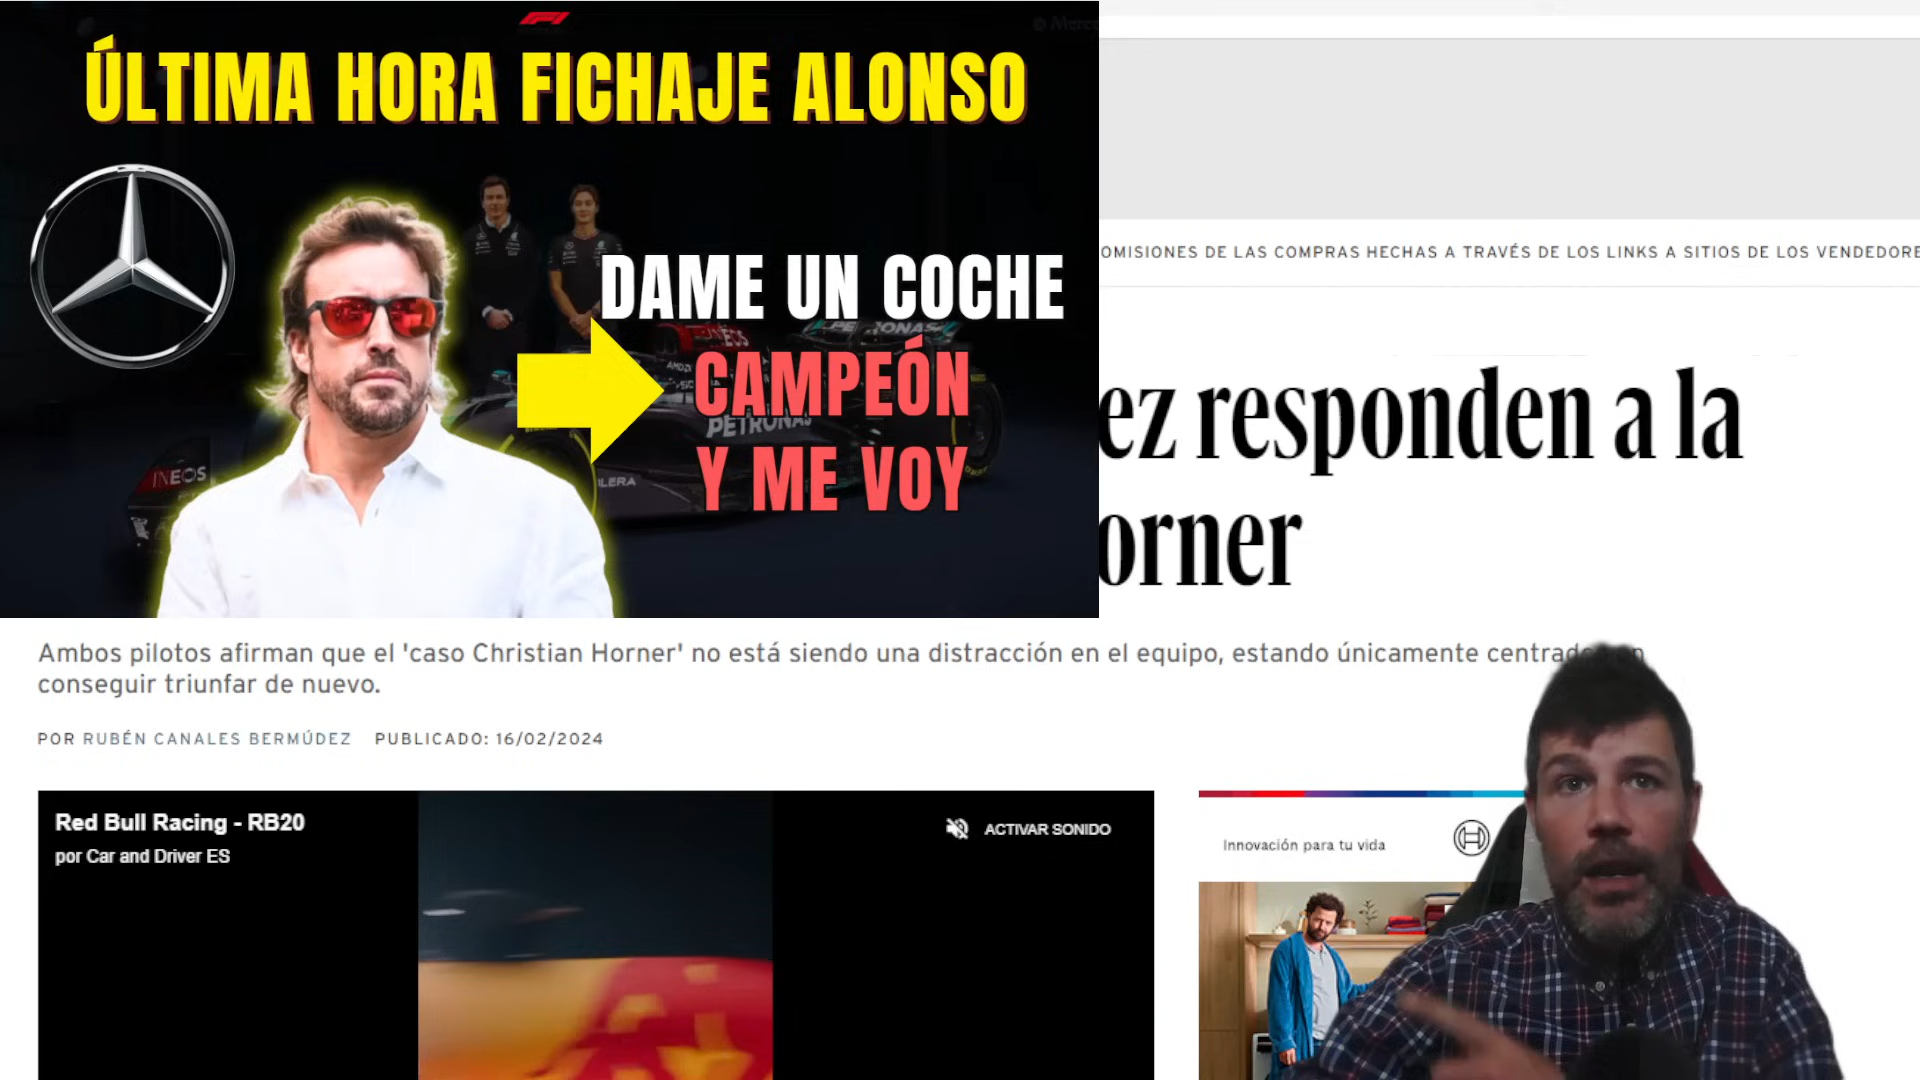 ÚLTIMA HORA FICHAJE ALONSO
DAME UN COCHE
CAMPEÓN
Y ME VOY
PETRONAS
INEOS
OMISIONES DE LAS COMPRAS HECHAS A TRAVÉS DE LOS LINKS A SITIOS DE LOS VENDEDORE
ez responden a la
orner
Ambos pilotos afirman que el 'caso Christian Horner' no está siendo una distracción en el equipo, estando únicamente
conseguir triunfar de nuevo.
POR RUBÉN CANALES BERMÚDEZ PUBLICADO: 16/02/2024
Red Bull Racing - RB20
por Car and Driver ES
ACTIVAR SONIDO
Innovación para tu vida